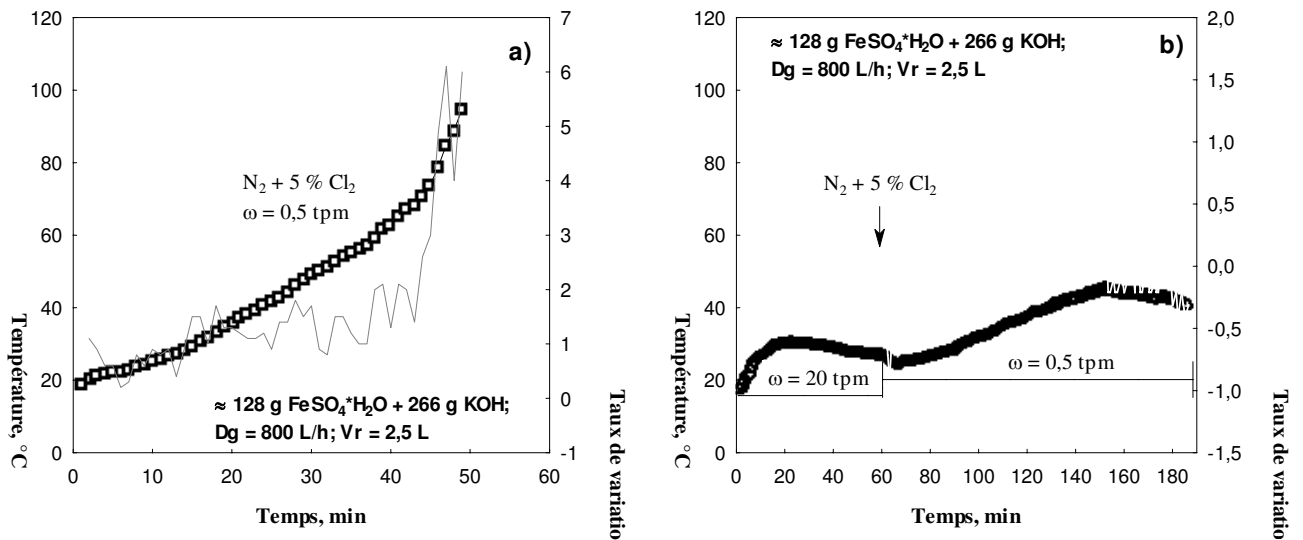 120
100
80
60
40
20
0
Température, °C
7
6
5
4
3
2
1
0
-1
Taux de variatio
a)
N₂ + 5 % Cl₂
ω = 0,5 tpm
≈ 128 g FeSO₄*H₂O + 266 g KOH;
Dg = 800 L/h; Vr = 2,5 L
0 10 20 30 40 50 60
Temps, min
120
100
80
60
40
20
0
Température, °C
2,0
1,5
1,0
0,5
0,0
-0,5
-1,0
-1,5
Taux de variatio
b)
≈ 128 g FeSO₄*H₂O + 266 g KOH;
Dg = 800 L/h; Vr = 2,5 L
N₂ + 5 % Cl₂
ω = 20 tpm
ω = 0,5 tpm
0 20 40 60 80 100 120 140 160 180
Temps, min